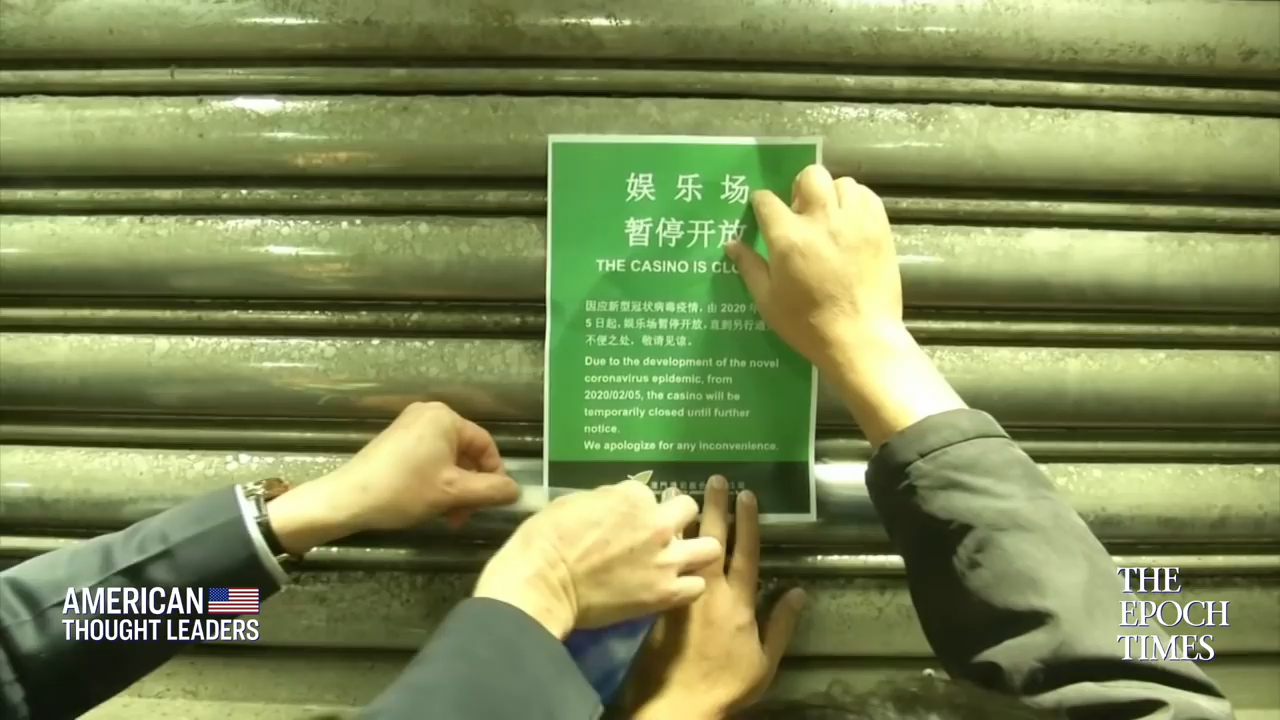 娱乐场
暂停开放
THE CASINO IS CLO
因应新型冠状病毒疫情，由 2020
5 日起，娱乐场暂停开放，直到另行通
不便之处，敬请见谅。
Due to the development of the novel
coronavirus epidemic, from
2020/02/05, the casino will be
temporarily closed until further
notice.
We apologize for any inconvenience.
AMERICAN
THOUGHT LEADERS
THE
EPOCH
TIMES